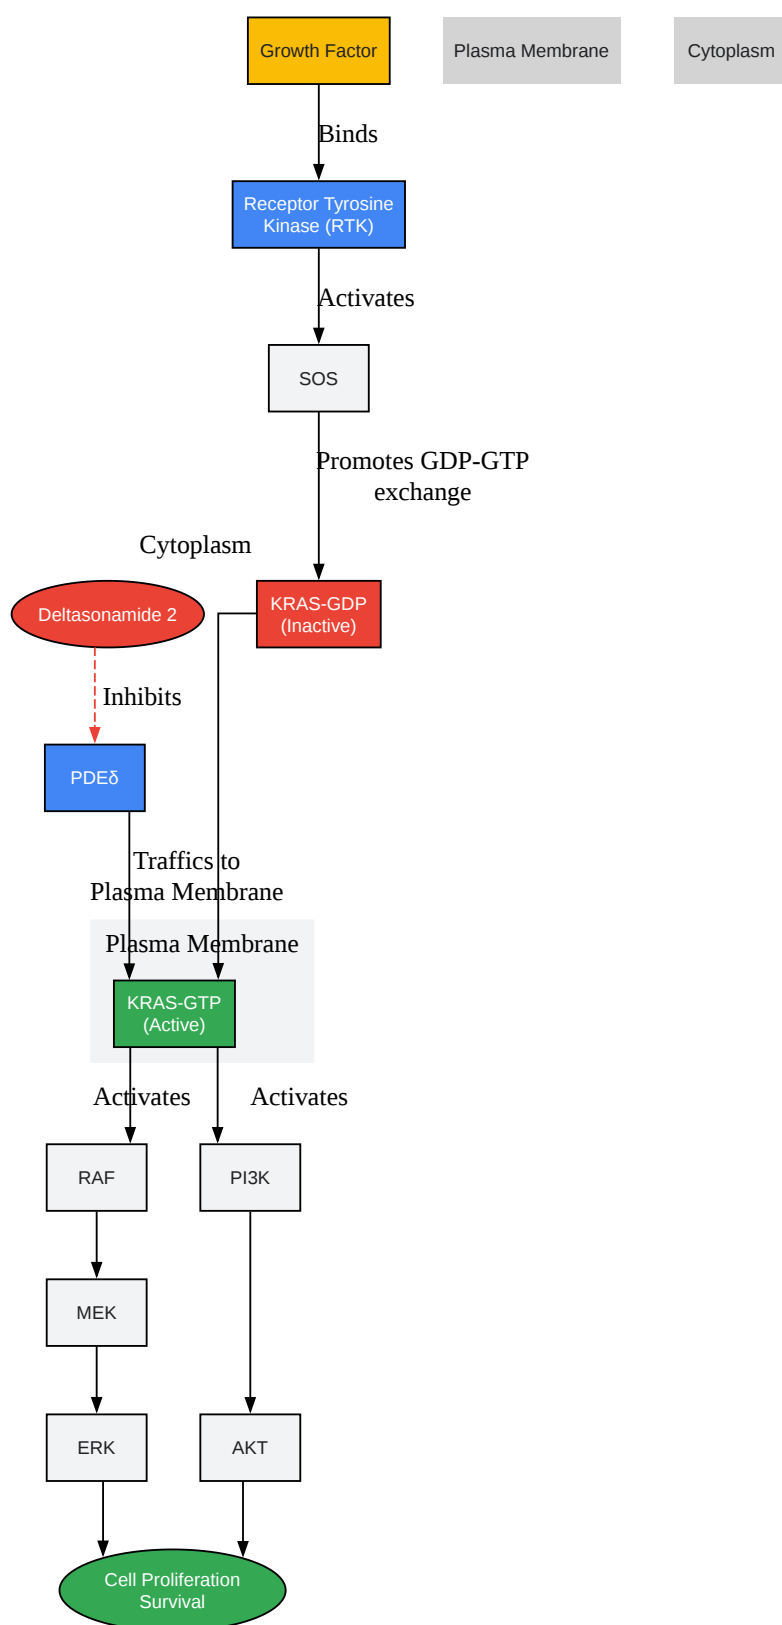 Growth Factor
Plasma Membrane
Cytoplasm
Binds
Receptor Tyrosine
Kinase (RTK)
Activates
SOS
Promotes GDP-GTP
exchange
Cytoplasm
Deltasonamide 2
KRAS-GDP
(Inactive)
Inhibits
PDEδ
Traffics to
Plasma Membrane
Plasma Membrane
KRAS-GTP
(Active)
Activates
Activates
RAF
PI3K
MEK
ERK
AKT
Cell Proliferation
Survival